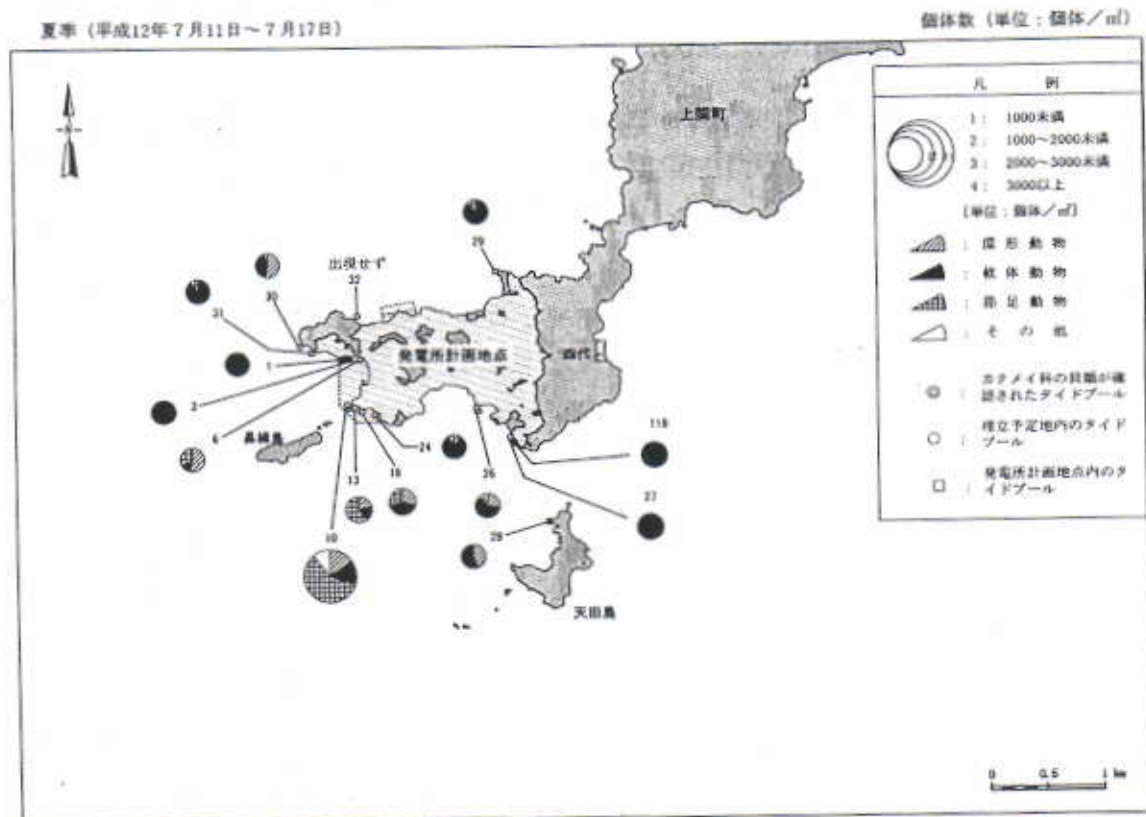 夏季(平成12年7月11日~7月17日)
個体数(単位:個体/㎡)
凡 例
1: 1000未満
2: 1000~2000未満
3: 2000~3000未満
4: 3000以上
[単位:個体/㎡]
: 環形動物
: 軟体動物
: 節足動物
: その他
: カクメイ科の貝類が確認されたタイドプール
: 埋立予定地内のタイドプール
: 発電所計画地点内のタイドプール
上関町
29
出現せず
32
30
31
発電所計画地点
四代
1
2
6
鼻繰島
24
18
13
26
11B
27
10
28
天田島
0 0.5 1 km